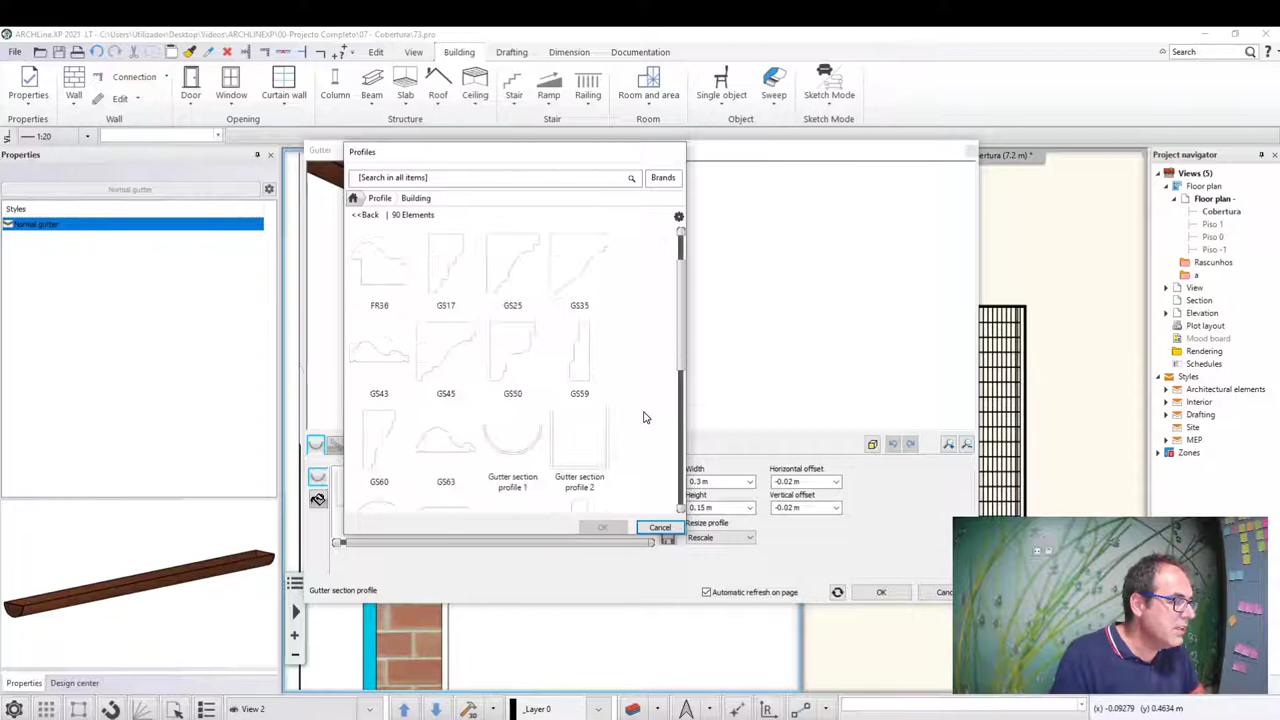 ARCHLine.XP 2021 LT - C:\Users\Utilizador\Desktop\Videos\ARCHLINEXP\00-Projecto Completo\07 - Cobertura\73.pro
File Edit View Building Drafting Dimension Documentation Search
Properties Wall Connection Edit Door Window Curtain wall Column Beam Slab Roof Ceiling Stair Ramp Railing Room and area Single object Sweep Sketch Mode
Properties Wall Opening Structure Stair Room Object Sketch Mode
1:20
Properties
Normal gutter
Styles
Normal gutter
Properties Design center
Gutter
Profiles
[Search in all items] Brands
Profile Building
<<Back | 90 Elements
FR36 GS17 GS25 GS35
GS43 GS45 GS50 GS59
GS60 GS63 Gutter section profile 1 Gutter section profile 2
OK Cancel
Width Horizontal offset
0.3 m -0.02 m
Height Vertical offset
0.15 m -0.02 m
Resize profile
Rescale
Gutter section profile
Automatic refresh on page OK
ertura (7.2 m) *
Project navigator
Views (5)
Floor plan
Floor plan -
Cobertura
Piso 1
Piso 0
Piso -1
Rascunhos
a
View
Section
Elevation
Plot layout
Mood board
Rendering
Schedules
Styles
Architectural elements
Interior
Drafting
Site
MEP
Zones
View 2 _Layer 0 (x) -0.09279 (y) 0.4634 m